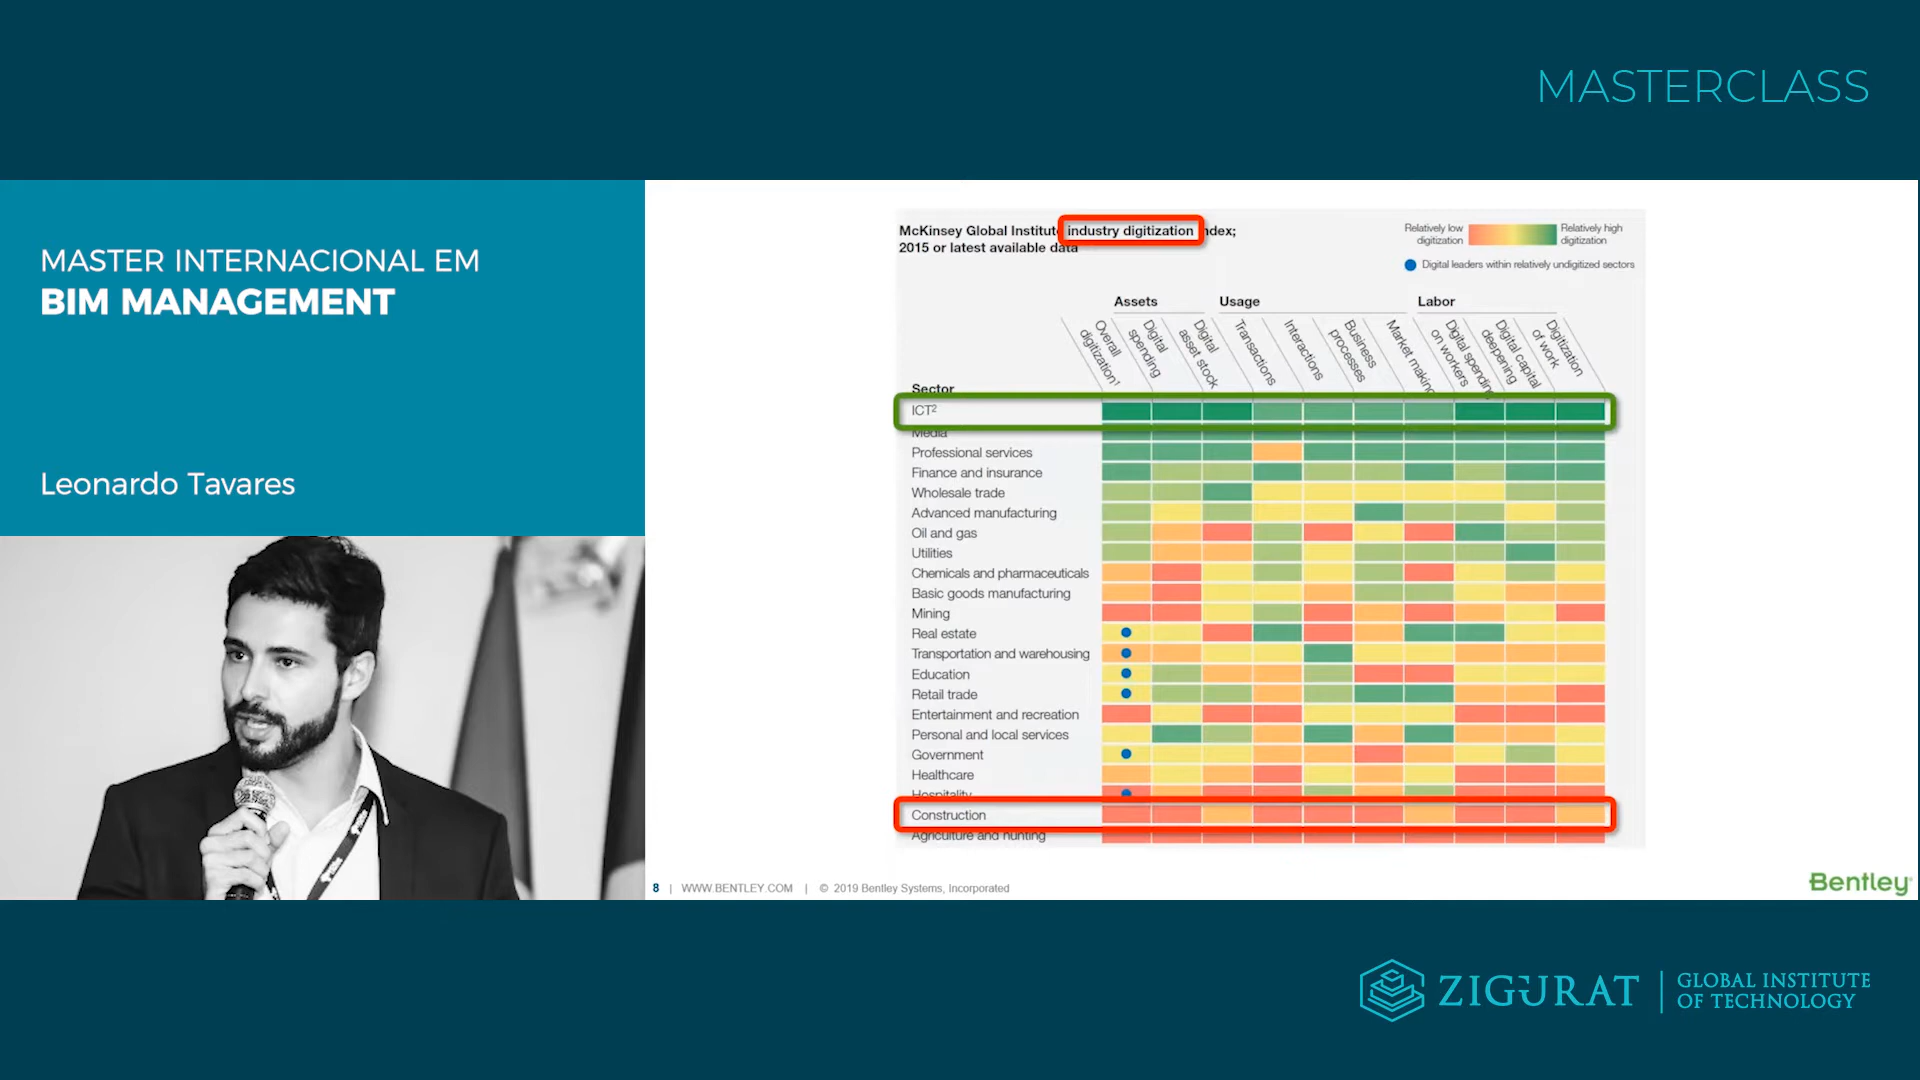 MASTERCLASS
MASTER INTERNACIONAL EM
BIM MANAGEMENT
Leonardo Tavares
McKinsey Global Institute industry digitization index;
2015 or latest available data
Relatively low
digitization
Relatively high
digitization
Digital leaders within relatively undigitized sectors
Assets
Usage
Labor
Overall
digitization¹
Digital
spending
Digital
asset stock
Transactions
Interactions
Business
processes
Market making
Digital spending
on workers
Digital capital
deepening
Digitization
of work
Sector
ICT²
Media
Professional services
Finance and insurance
Wholesale trade
Advanced manufacturing
Oil and gas
Utilities
Chemicals and pharmaceuticals
Basic goods manufacturing
Mining
Real estate
Transportation and warehousing
Education
Retail trade
Entertainment and recreation
Personal and local services
Government
Healthcare
Hospitality
Construction
Agriculture and hunting
8 | WWW.BENTLEY.COM | © 2019 Bentley Systems, Incorporated
Bentley
ZIGURAT
GLOBAL INSTITUTE
OF TECHNOLOGY